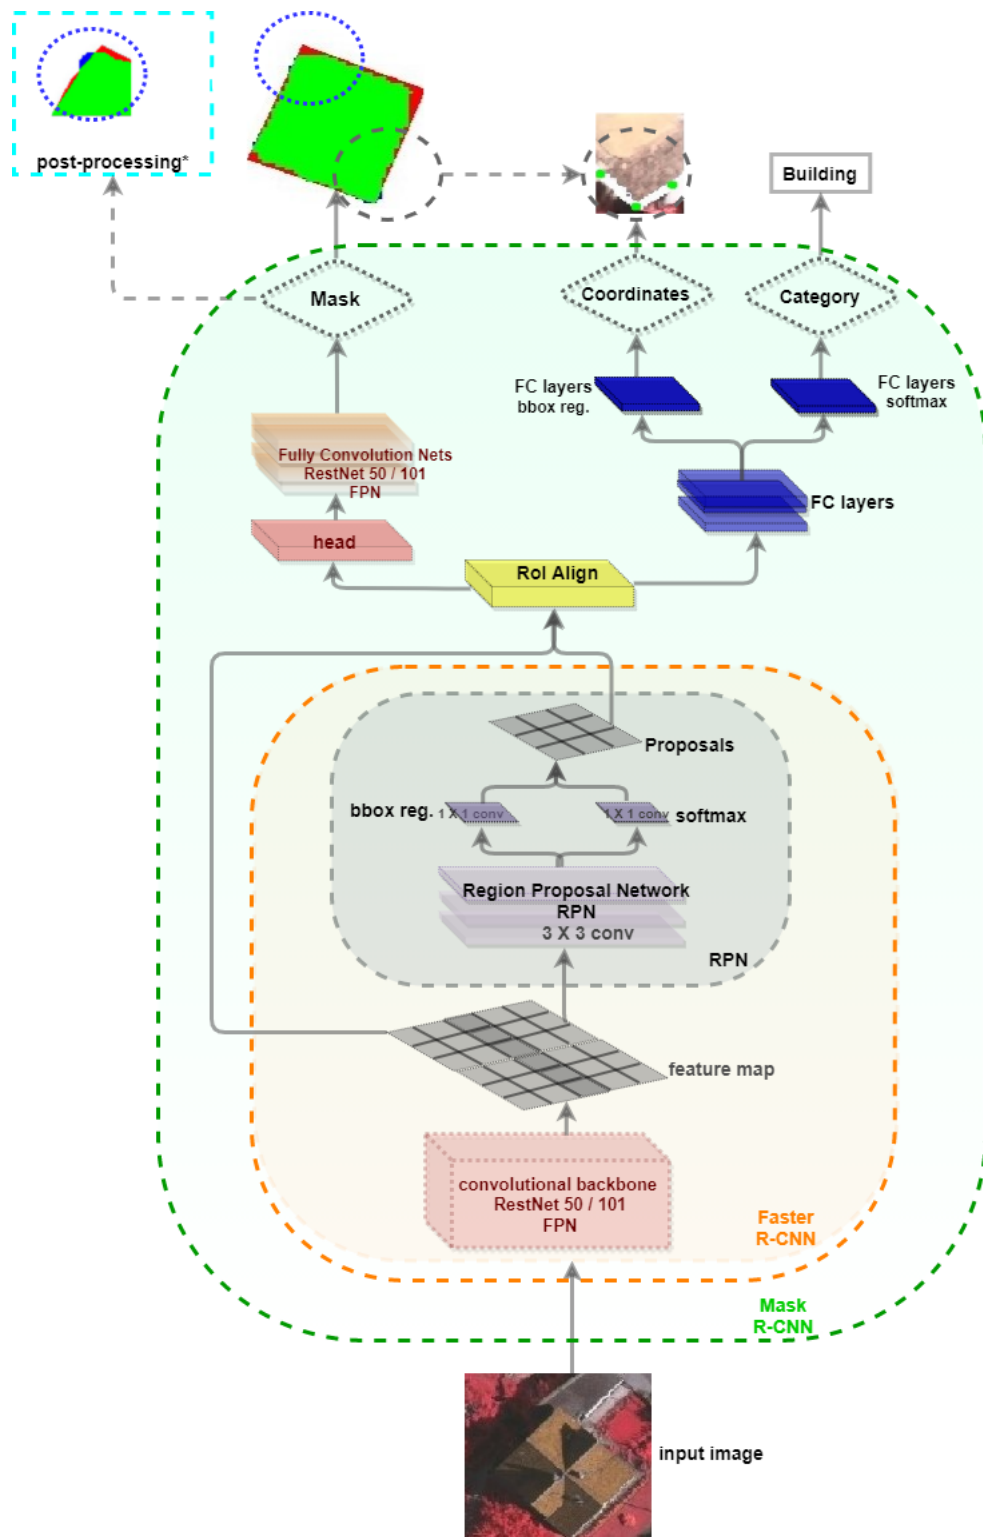 post-processing*
Building
Mask
Coordinates
Category
FC layers
bbox reg.
FC layers
softmax
Fully Convolution Nets
RestNet 50 / 101
FPN
FC layers
head
RoI Align
Proposals
bbox reg.
1 X 1 conv
1 X 1 conv
softmax
Region Proposal Network
RPN
3 X 3 conv
RPN
feature map
convolutional backbone
RestNet 50 / 101
FPN
Faster
R-CNN
Mask
R-CNN
input image